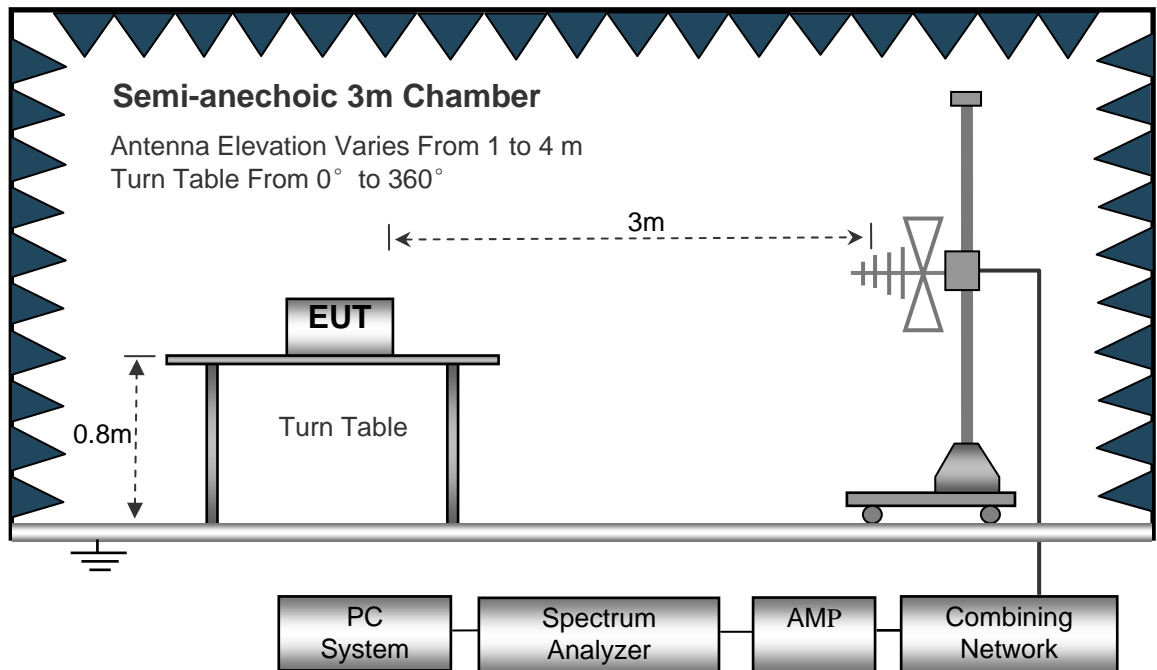 Semi-anechoic 3m Chamber
Antenna Elevation Varies From 1 to 4 m
Turn Table From 0° to 360°
3m
EUT
0.8m
Turn Table
PC
System
Spectrum
Analyzer
AMP
Combining
Network